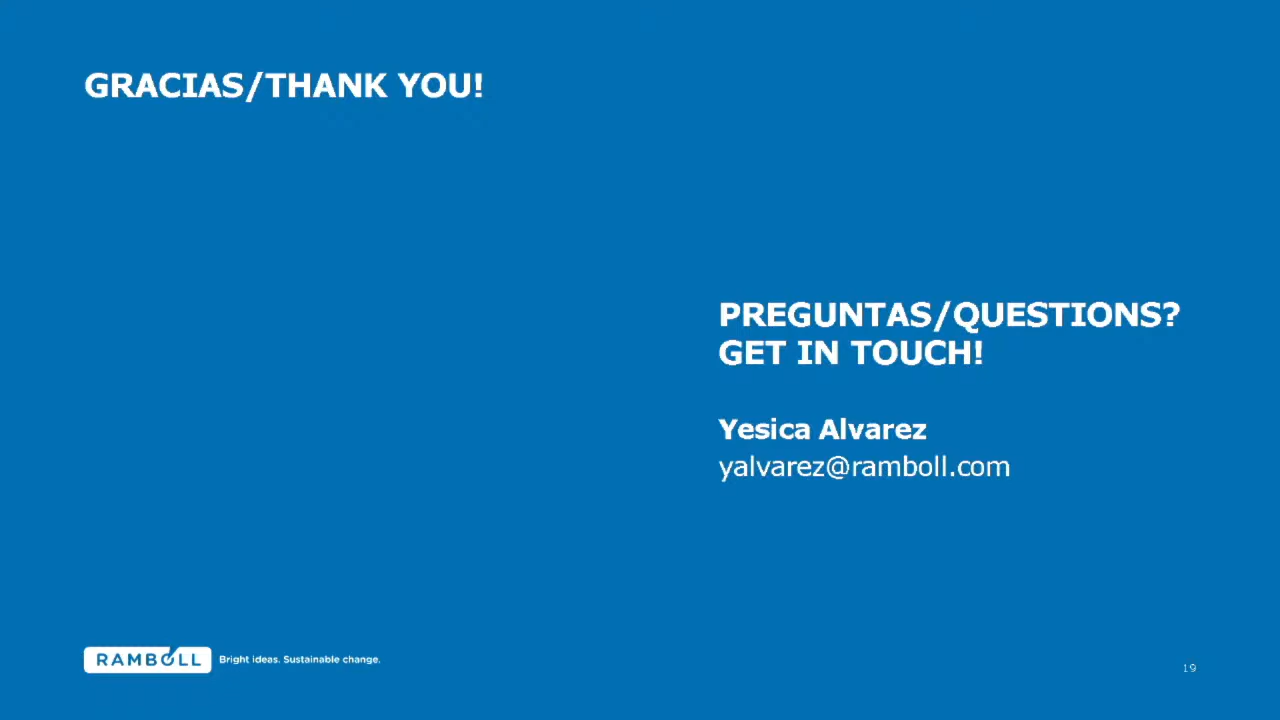 GRACIAS/THANK YOU!
PREGUNTAS/QUESTIONS?
GET IN TOUCH!
Yesica Alvarez
yalvarez@ramboll.com
RAMBOLL Bright ideas. Sustainable change.
19